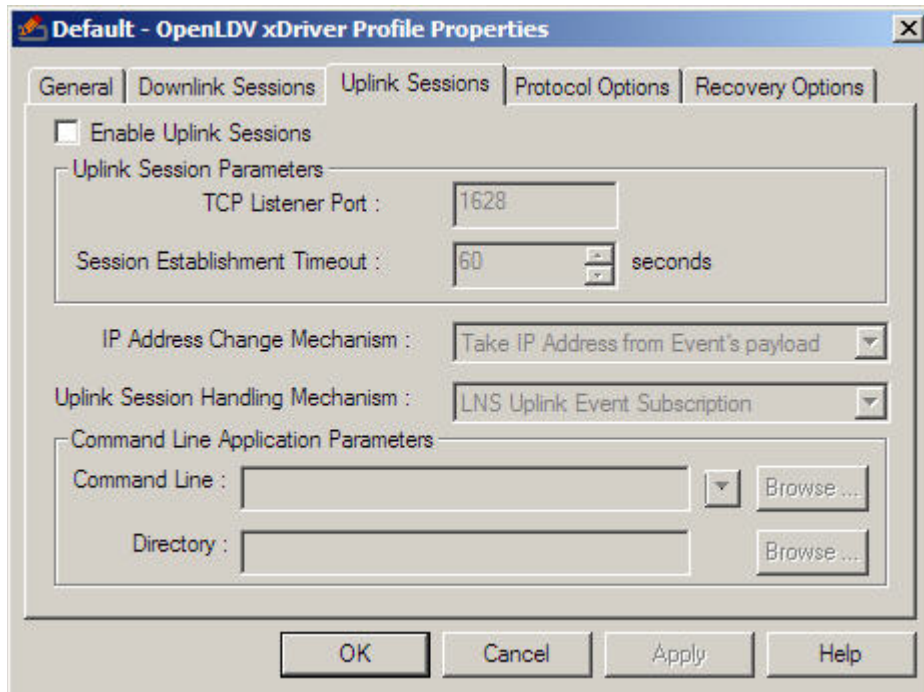 Default - OpenLDV xDriver Profile Properties
General Downlink Sessions Uplink Sessions Protocol Options Recovery Options
Enable Uplink Sessions
Uplink Session Parameters
TCP Listener Port : 1628
Session Establishment Timeout : 60 seconds
IP Address Change Mechanism : Take IP Address from Event's payload
Uplink Session Handling Mechanism : LNS Uplink Event Subscription
Command Line Application Parameters
Command Line : Browse ...
Directory : Browse ...
OK Cancel Apply Help